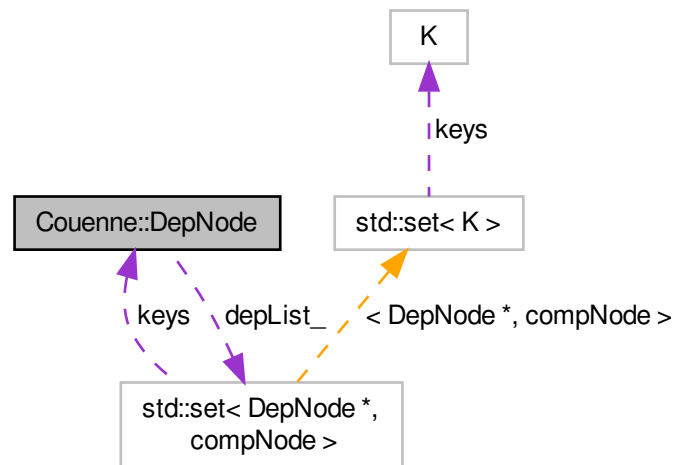 K
keys
Couenne::DepNode
std::set< K >
keys
depList_
< DepNode *, compNode >
std::set< DepNode *,
compNode >